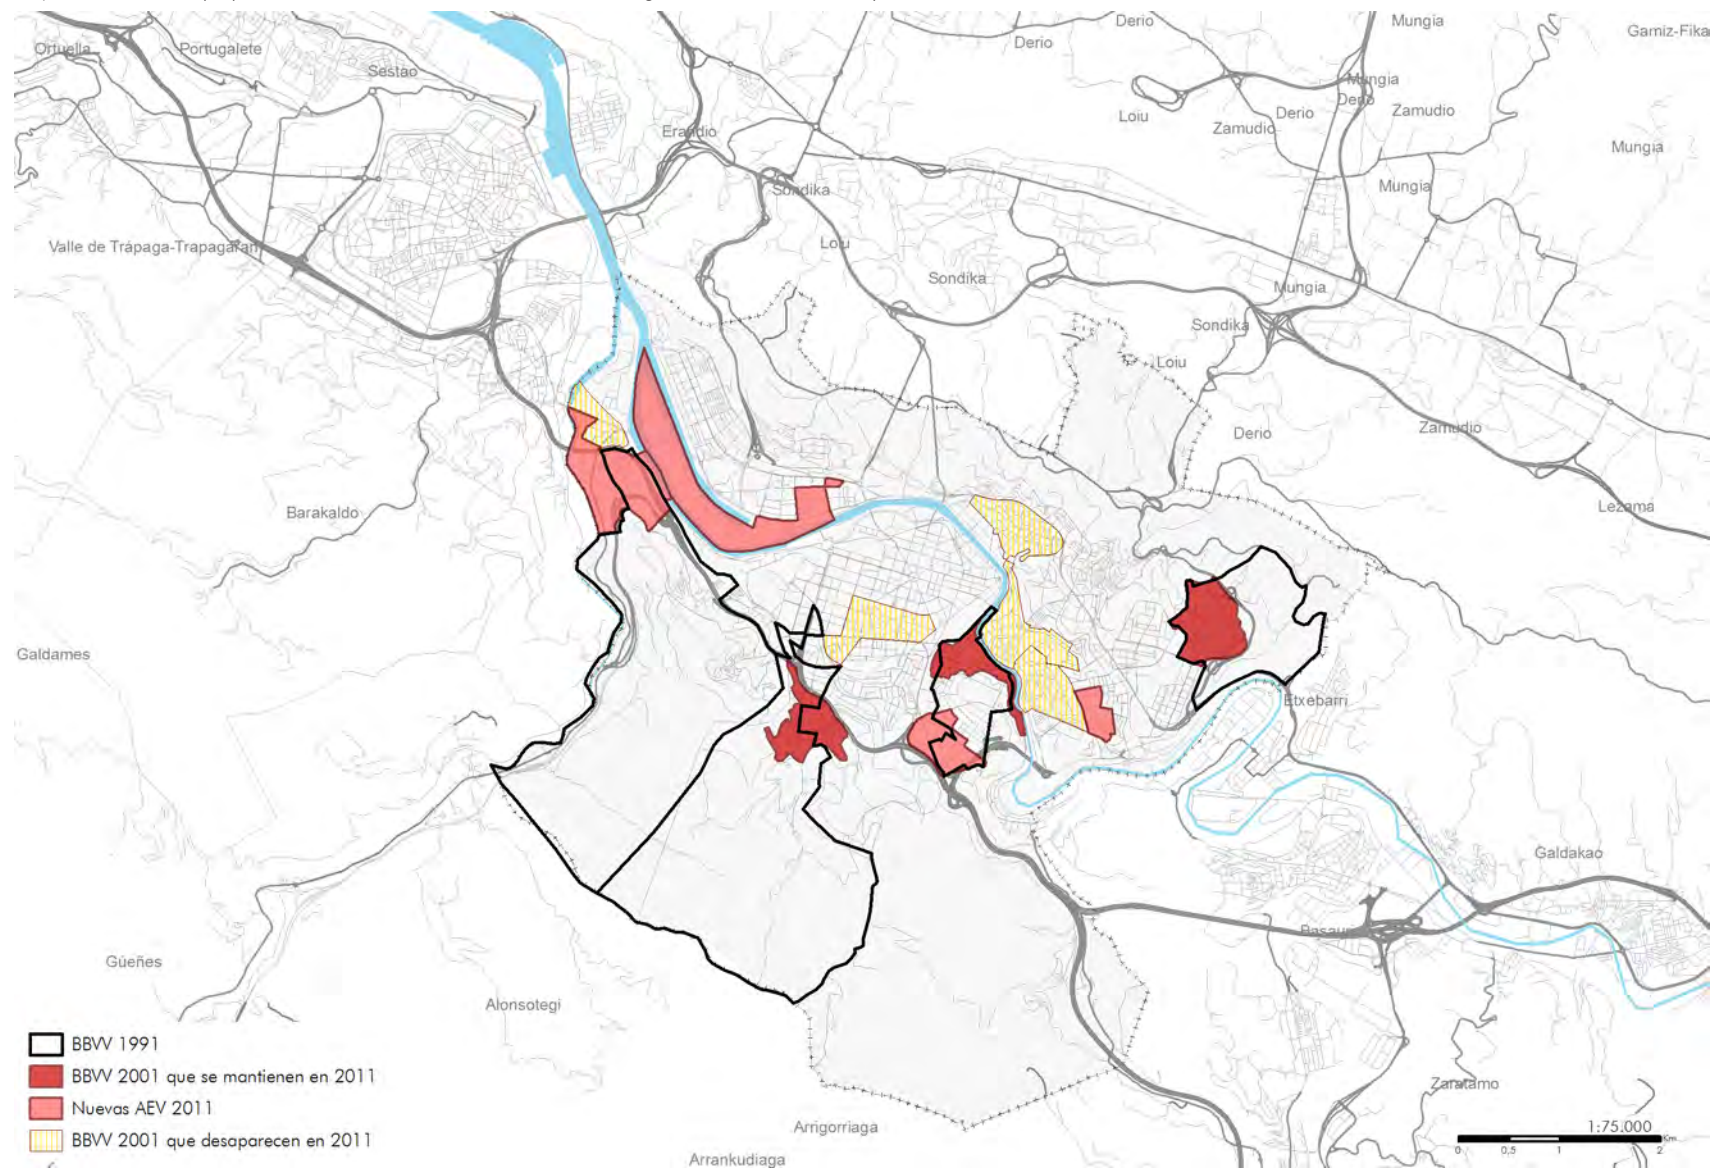 Derio
Mungia
Gamiz-Fika
Ortuella
Portugalete
Derio
Sestao
Mungia
Derio
Loiu
Derio
Zamudio
Zamudio
Erandio
Mungia
Sondika
Mungia
Valle de Trápaga-Trapagaran
Loiu
Sondika
Mungia
Sondika
Loiu
Derio
Zamudio
Barakaldo
Lezama
Galdames
Etxebarri
Galdakao
Basauri
Güeñes
Alonsotegi
BBVV 1991
BBVV 2001 que se mantienen en 2011
Zaratamo
Nuevas AEV 2011
Arrigorriaga
1:75.000
BBVV 2001 que desaparecen en 2011
Km
0 0,5 1 2
Arrankudiaga